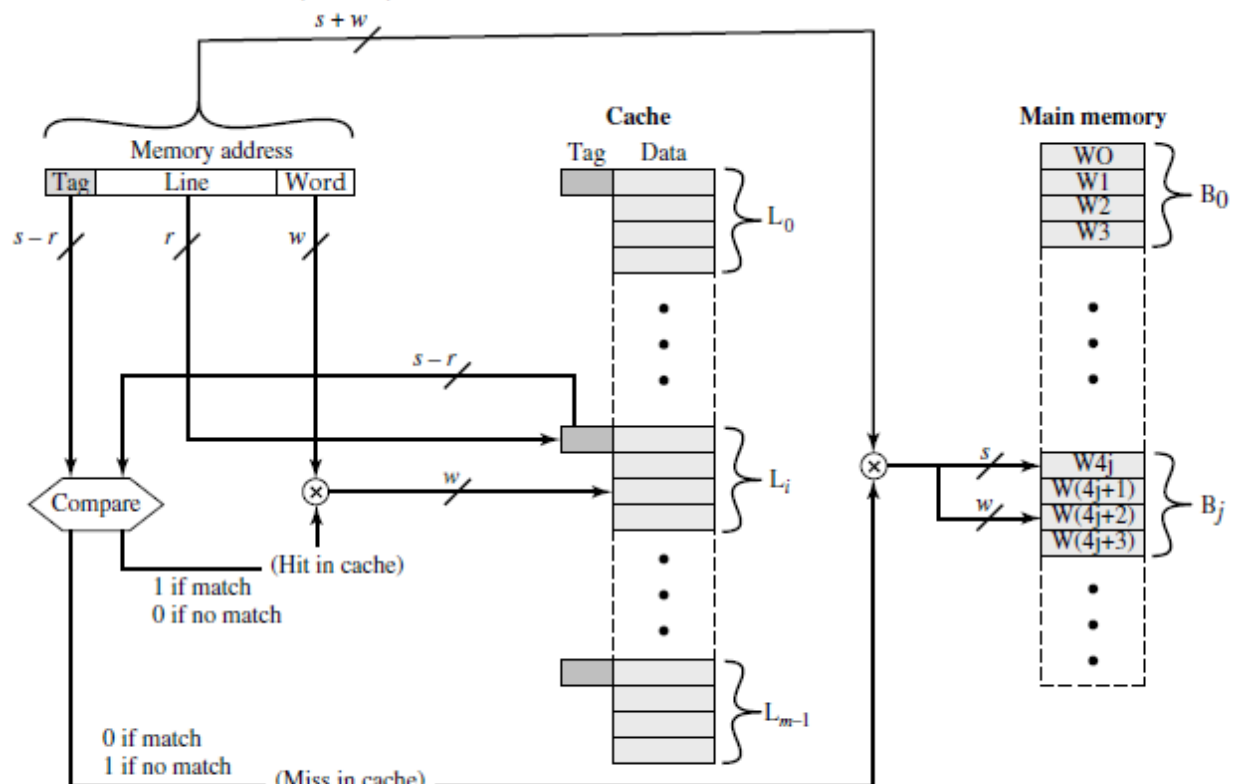 s + w
Cache
Main memory
Memory address
Tag Data
Tag Line Word
W0
W1
W2
W3
B0
L0
s – r
r
w
s – r
Compare
w
Li
s
w
W4j
W(4j+1)
W(4j+2)
W(4j+3)
Bj
(Hit in cache)
1 if match
0 if no match
Lm–1
0 if match
1 if no match
(Miss in cache)